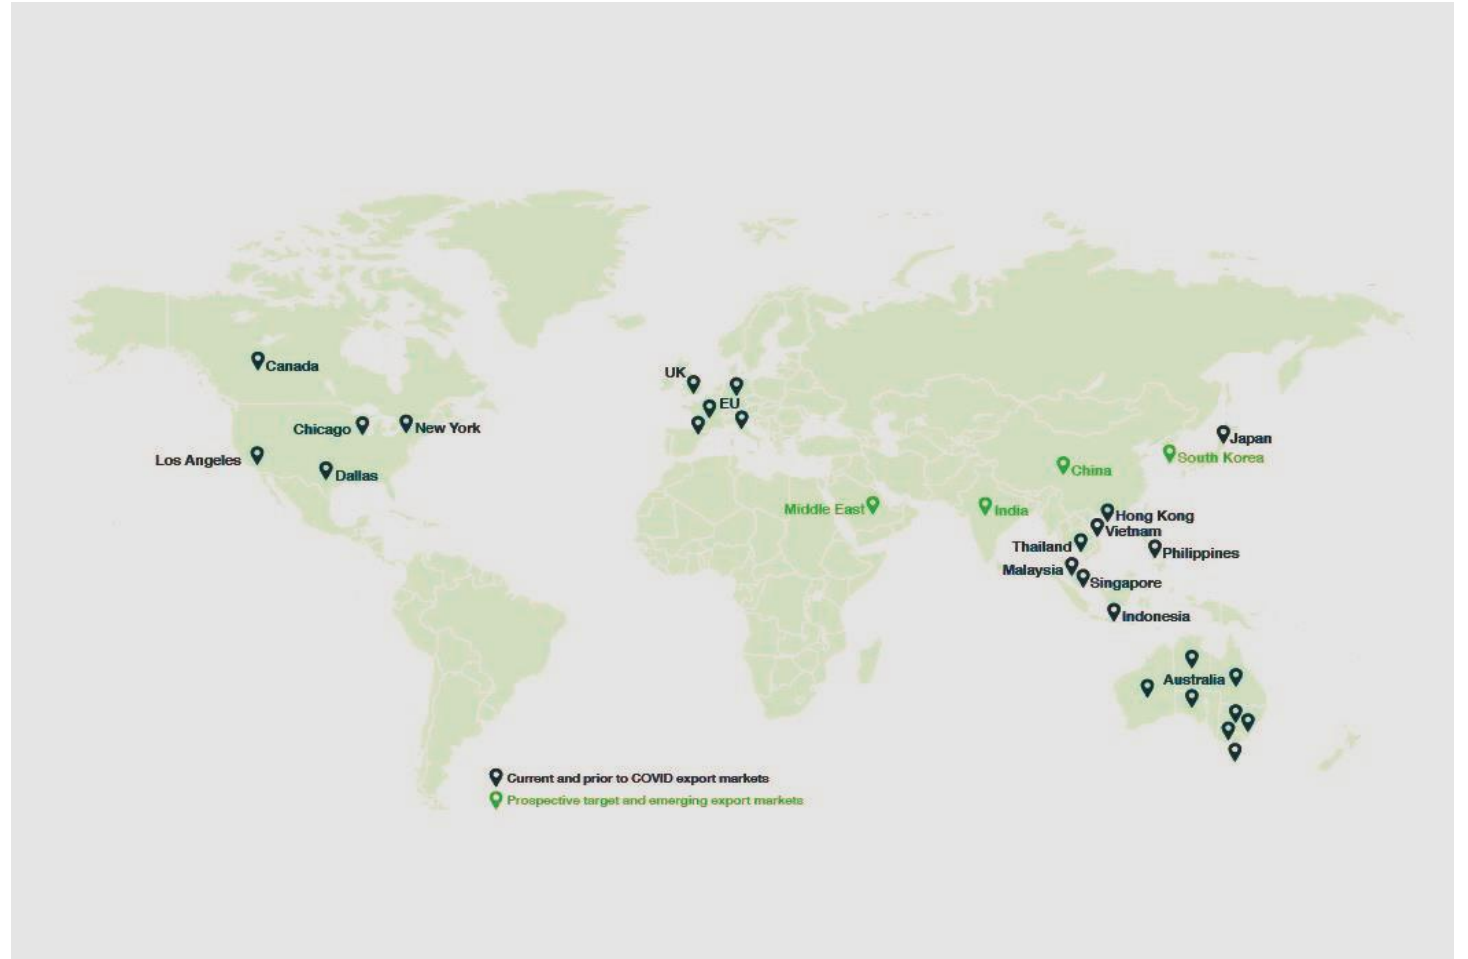 UK
Canada
EU
Chicago
New York
Japan
Los Angeles
South Korea
China
Dallas
Middle East
India
Hong Kong
Vietnam
Thailand
Philippines
Malaysia
Singapore
Indonesia
Australia
Current and prior to COVID export markets
Prospective target and emerging export markets